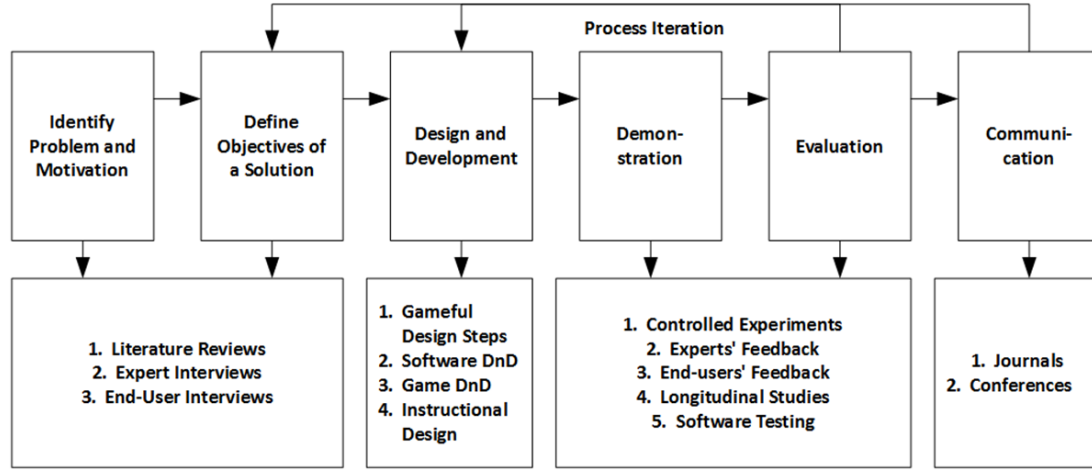 Process Iteration
Identify
Problem and
Motivation
Define
Objectives of
a Solution
Design and
Development
Demon-
stration
Evaluation
Communi-
cation
1. Literature Reviews
2. Expert Interviews
3. End-User Interviews
1. Gameful
Design Steps
2. Software DnD
3. Game DnD
4. Instructional
Design
1. Controlled Experiments
2. Experts' Feedback
3. End-users' Feedback
4. Longitudinal Studies
5. Software Testing
1. Journals
2. Conferences